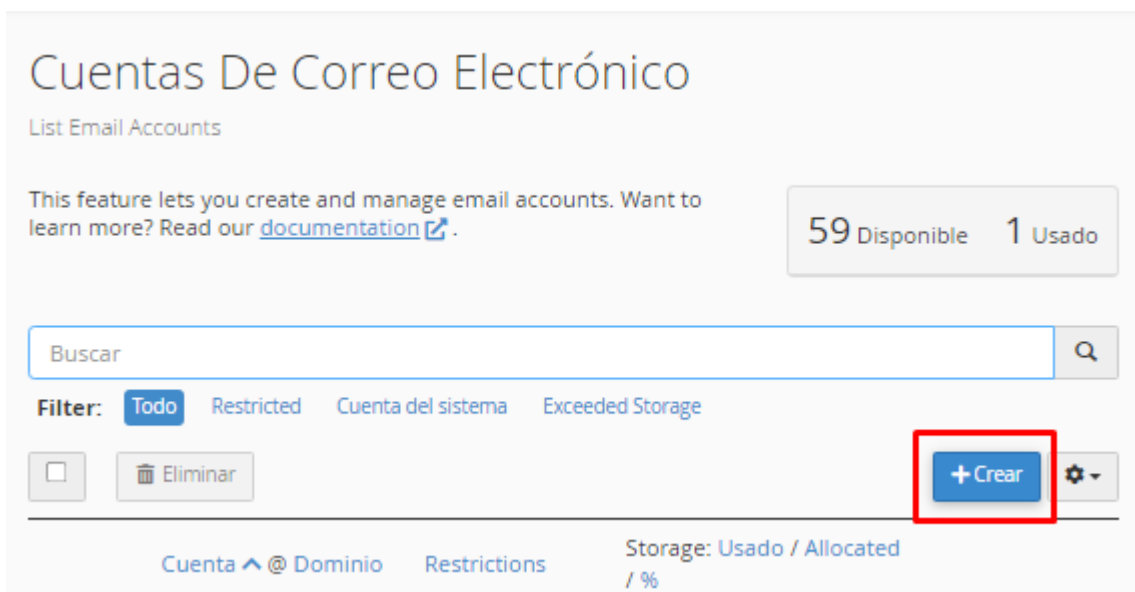 Cuentas De Correo Electrónico
List Email Accounts
This feature lets you create and manage email accounts. Want to
learn more? Read our documentation .
59 Disponible 1 Usado
Buscar
Filter: Todo Restricted Cuenta del sistema Exceeded Storage
Eliminar
+ Crear
Cuenta @ Dominio Restrictions
Storage: Usado / Allocated
/ %